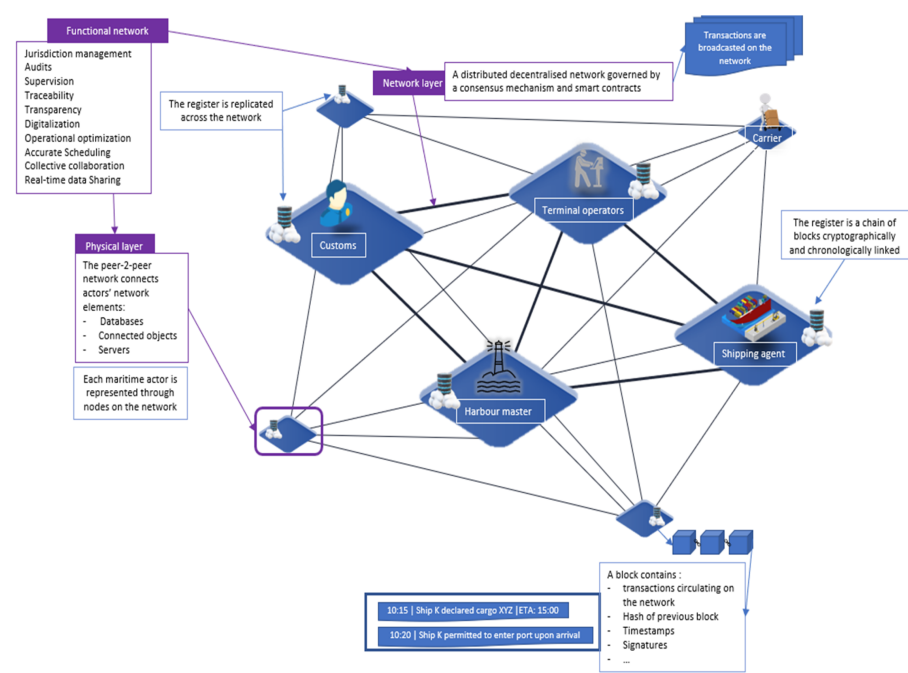 Functional network
Jurisdiction management
Audits
Supervision
Traceability
Transparency
Digitalization
Operational optimization
Accurate Scheduling
Collective collaboration
Real-time data Sharing
Network layer
A distributed decentralised network governed by
a consensus mechanism and smart contracts
Transactions are
broadcasted on the
network
The register is replicated
across the network
Carrier
Terminal operators
Customs
The register is a chain of
blocks cryptographically
and chronologically linked
Physical layer
The peer-2-peer
network connects
actors' network
elements:
- Databases
- Connected objects
- Servers
Each maritime actor is
represented through
nodes on the network
Shipping agent
Harbour master
A block contains :
- transactions circulating on
the network
- Hash of previous block
- Timestamps
- Signatures
- ...
10:15 | Ship K declared cargo XYZ |ETA: 15:00
10:20 | Ship K permitted to enter port upon arrival